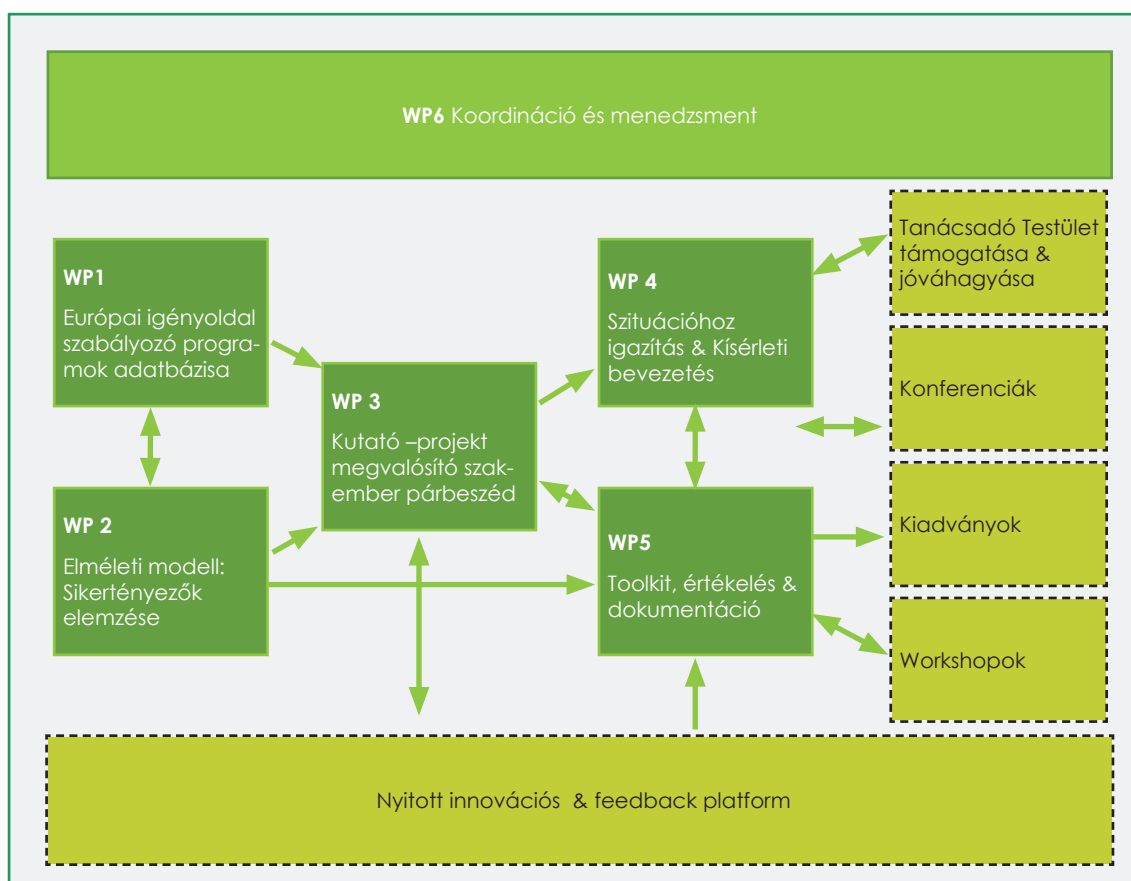 WP6 Koordináció és menedzsment
WP1
Európai igényoldal
szabályozó progra-
mok adatbázisa
WP 2
Elméleti modell:
Sikertényezők
elemzése
WP 3
Kutató –projekt
megvalósító szak-
ember párbeszéd
WP 4
Szituációhoz
igazítás & Kísérleti
bevezetés
WP5
Toolkit, értékelés &
dokumentáció
Tanácsadó Testület
támogatása &
jóváhagyása
Konferenciák
Kiadványok
Workshopok
Nyitott innovációs & feedback platform